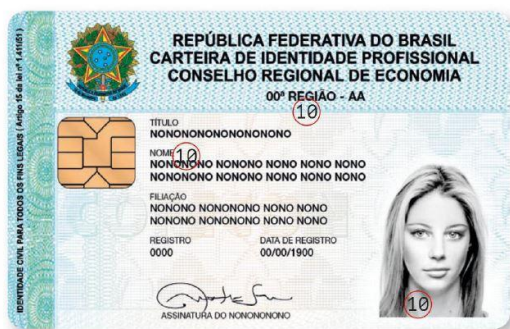 REPÚBLICA FEDERATIVA DO BRASIL
CARTEIRA DE IDENTIDADE PROFISSIONAL
CONSELHO REGIONAL DE ECONOMIA
00ª REGIÃO - AA
10
TÍTULO
NONONONONONONONONO
NOME
10
NONONONO NONONO NONO NONO NONO
NONONO NONONONO NONO NONO NONO
FILIAÇÃO
NONONO NONONONO NONO NONO
NONONO NONONONO NONO NONO
REGISTRO
0000
DATA DE REGISTRO
00/00/1900
ASSINATURA DO NONONONONO
10
IDENTIDADE CIVIL PARA TODOS OS FINS LEGAIS ( Artigo 15 da lei nº 1.411/51 )